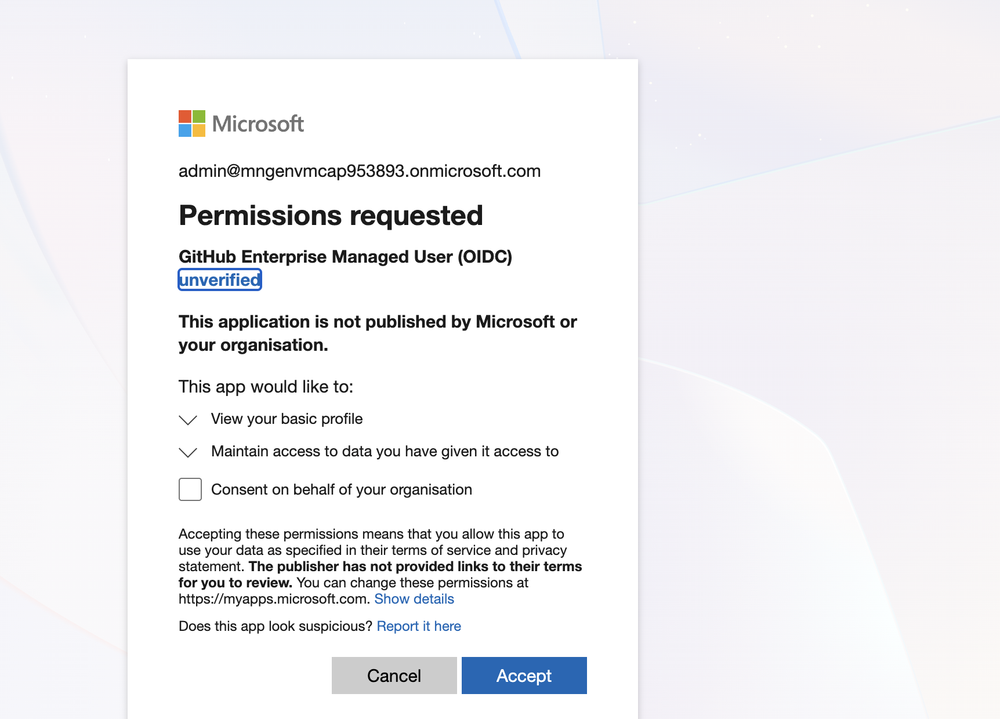 Microsoft
admin@mngenvmcap953893.onmicrosoft.com
Permissions requested
GitHub Enterprise Managed User (OIDC)
unverified
This application is not published by Microsoft or
your organisation.
This app would like to:
View your basic profile
Maintain access to data you have given it access to
Consent on behalf of your organisation
Accepting these permissions means that you allow this app to
use your data as specified in their terms of service and privacy
statement. The publisher has not provided links to their terms
for you to review. You can change these permissions at
https://myapps.microsoft.com. Show details
Does this app look suspicious? Report it here
Cancel Accept